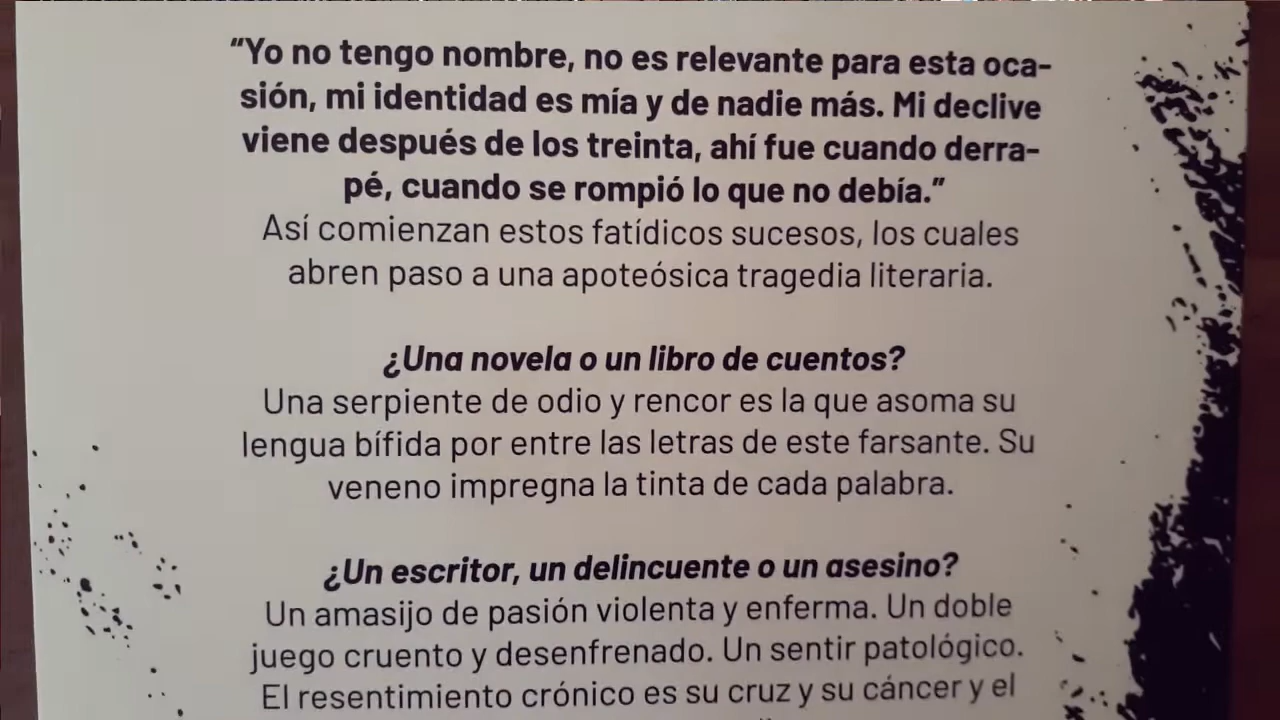 “Yo no tengo nombre, no es relevante para esta oca-
sión, mi identidad es mía y de nadie más. Mi declive
viene después de los treinta, ahí fue cuando derra-
pé, cuando se rompió lo que no debía.”
Así comienzan estos fatídicos sucesos, los cuales
abren paso a una apoteósica tragedia literaria.
¿Una novela o un libro de cuentos?
Una serpiente de odio y rencor es la que asoma su
lengua bífida por entre las letras de este farsante. Su
veneno impregna la tinta de cada palabra.
¿Un escritor, un delincuente o un asesino?
Un amasijo de pasión violenta y enferma. Un doble
juego cruento y desenfrenado. Un sentir patológico.
El resentimiento crónico es su cruz y su cáncer y el